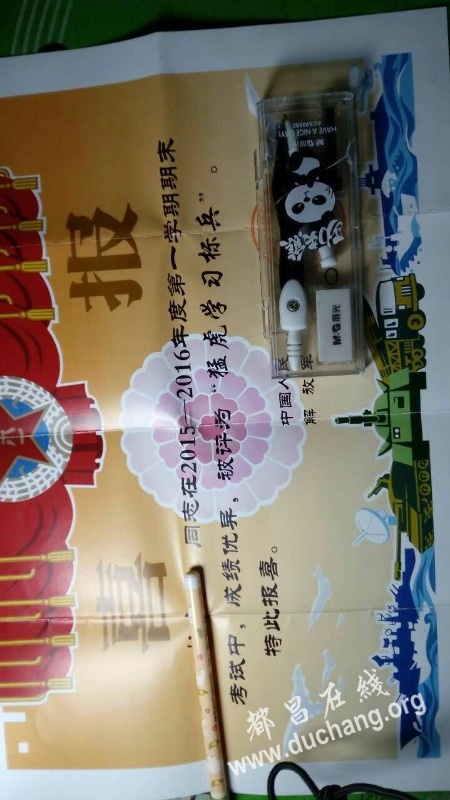 喜报
同志在2015—2016年度第一学期期末
考试中，成绩优异，被评为“猛虎学习标兵”。
特此报喜。
中国人民
解放军
HAVE A NICE DAY!
M&G晨光
功夫熊
都昌在线
www.duchang.org